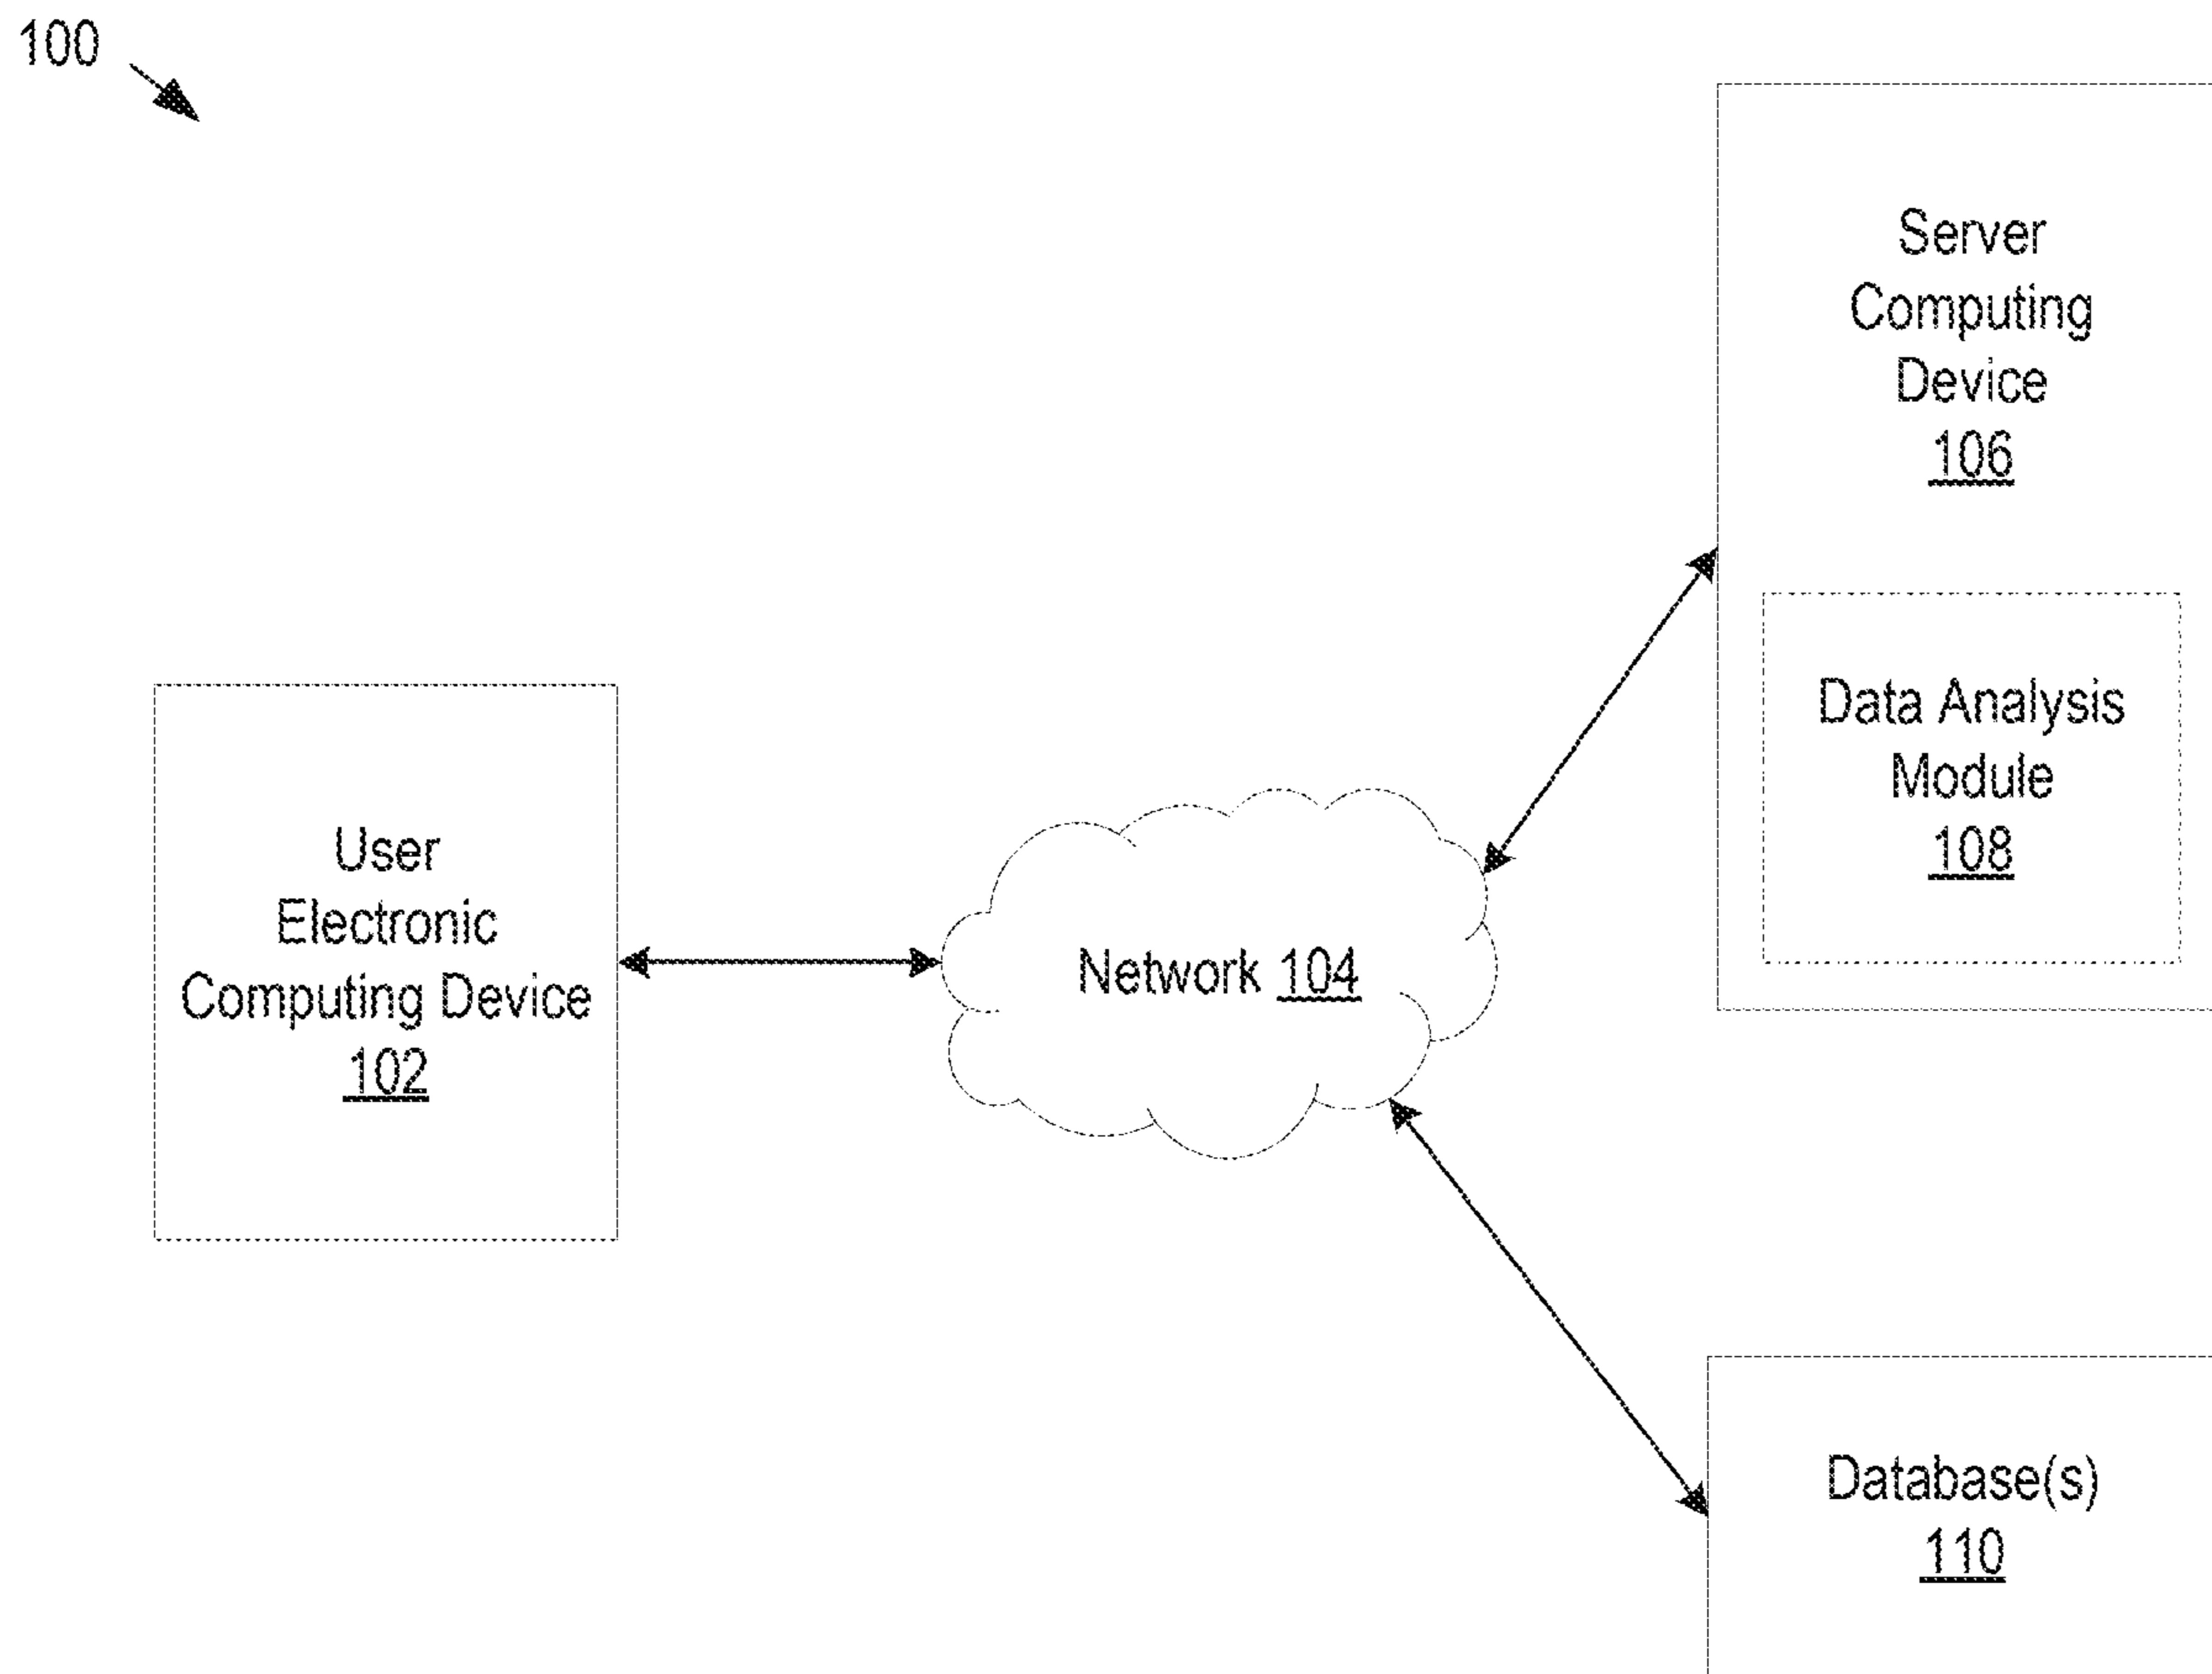 100
Server
Computing
Device
106
Data Analysis
Module
108
User
Electronic
Computing Device
102
Network 104
Database(s)
110